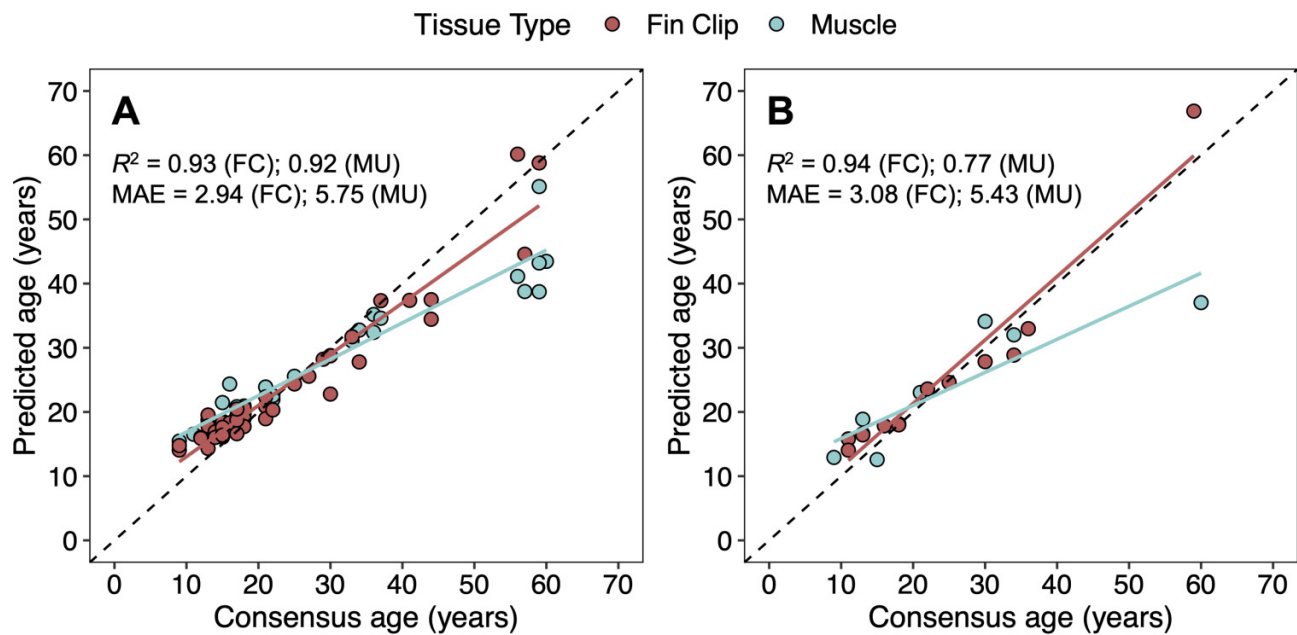 Tissue Type Fin Clip Muscle
A
R² = 0.93 (FC); 0.92 (MU)
MAE = 2.94 (FC); 5.75 (MU)
Predicted age (years)
70
60
50
40
30
20
10
0
0 10 20 30 40 50 60 70
Consensus age (years)
B
R² = 0.94 (FC); 0.77 (MU)
MAE = 3.08 (FC); 5.43 (MU)
Predicted age (years)
70
60
50
40
30
20
10
0
0 10 20 30 40 50 60 70
Consensus age (years)